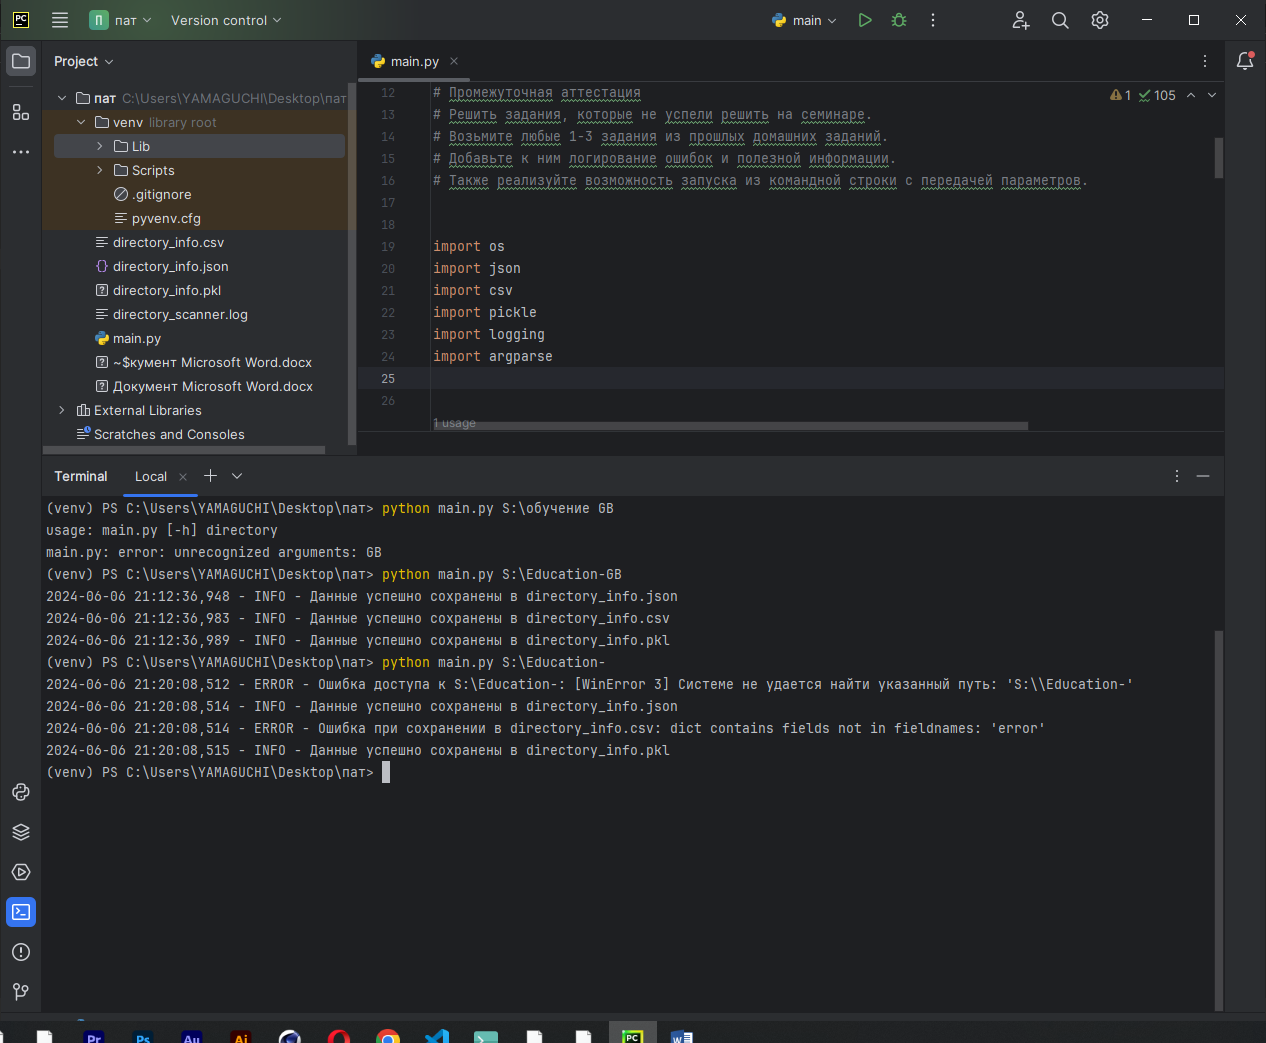 PC
П
пат
Version control
main
Project
main.py
пат C:\Users\YAMAGUCHI\Desktop\пат
venv library root
Lib
Scripts
.gitignore
pyvenv.cfg
directory_info.csv
directory_info.json
directory_info.pkl
directory_scanner.log
main.py
~$кумент Microsoft Word.docx
Документ Microsoft Word.docx
External Libraries
Scratches and Consoles
1 105
12 # Промежуточная аттестация
13 # Решить задания, которые не успели решить на семинаре.
14 # Возьмите любые 1-3 задания из прошлых домашних заданий.
15 # Добавьте к ним логирование ошибок и полезной информации.
16 # Также реализуйте возможность запуска из командной строки с передачей параметров.
17
18
19 import os
20 import json
21 import csv
22 import pickle
23 import logging
24 import argparse
25
26
1 usage
Terminal
Local
(venv) PS C:\Users\YAMAGUCHI\Desktop\пат> python main.py S:\обучение GB
usage: main.py [-h] directory
main.py: error: unrecognized arguments: GB
(venv) PS C:\Users\YAMAGUCHI\Desktop\пат> python main.py S:\Education-GB
2024-06-06 21:12:36,948 - INFO - Данные успешно сохранены в directory_info.json
2024-06-06 21:12:36,983 - INFO - Данные успешно сохранены в directory_info.csv
2024-06-06 21:12:36,989 - INFO - Данные успешно сохранены в directory_info.pkl
(venv) PS C:\Users\YAMAGUCHI\Desktop\пат> python main.py S:\Education-
2024-06-06 21:20:08,512 - ERROR - Ошибка доступа к S:\Education-: [WinError 3] Системе не удается найти указанный путь: 'S:\\Education-'
2024-06-06 21:20:08,514 - INFO - Данные успешно сохранены в directory_info.json
2024-06-06 21:20:08,514 - ERROR - Ошибка при сохранении в directory_info.csv: dict contains fields not in fieldnames: 'error'
2024-06-06 21:20:08,515 - INFO - Данные успешно сохранены в directory_info.pkl
(venv) PS C:\Users\YAMAGUCHI\Desktop\пат>
Pr
Ps
Au
Ai
PC
W